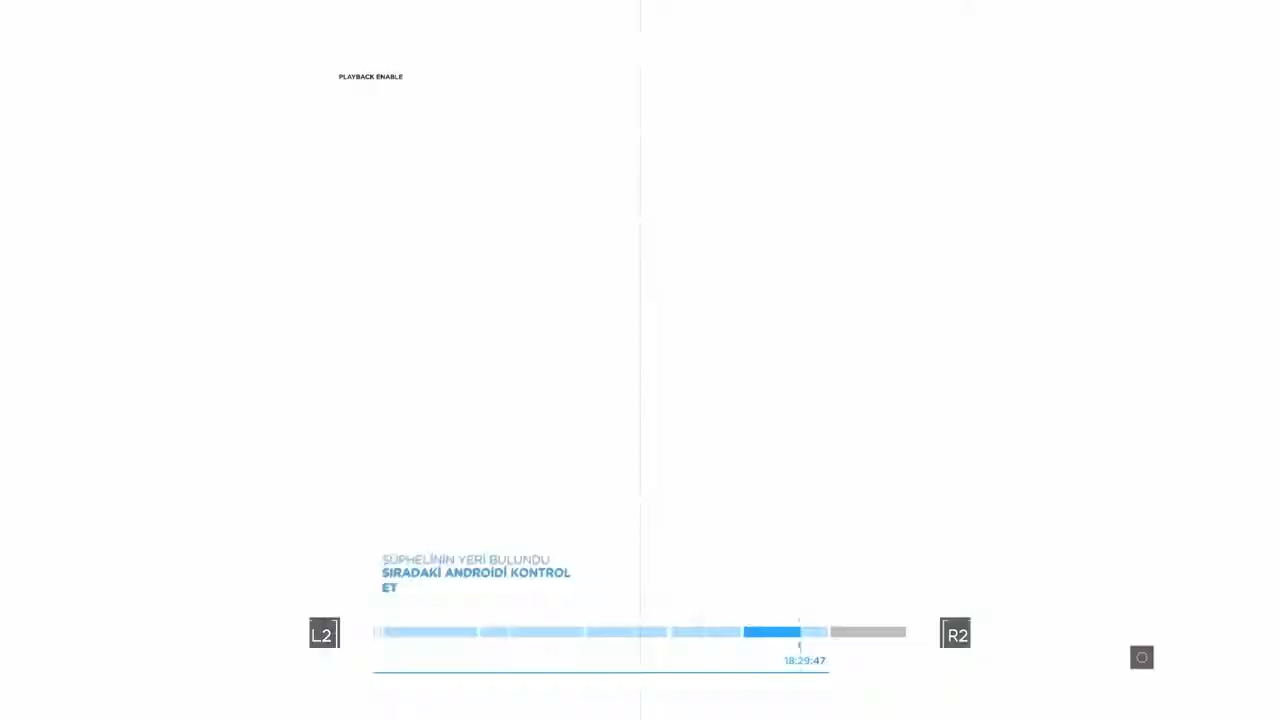 PLAYBACK ENABLE
ŞÜPHELİNİN YERİ BULUNDU
SIRADAKİ ANDROİDİ KONTROL
ET
L2
R2
18:29:47